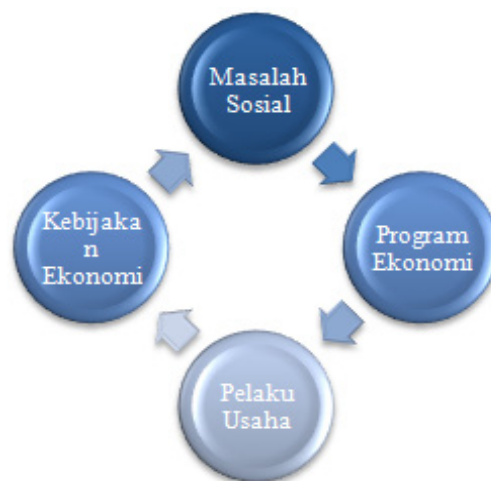 Masalah
Sosial
Program
Ekonomi
Pelaku
Usaha
Kebijaka
n
Ekonomi